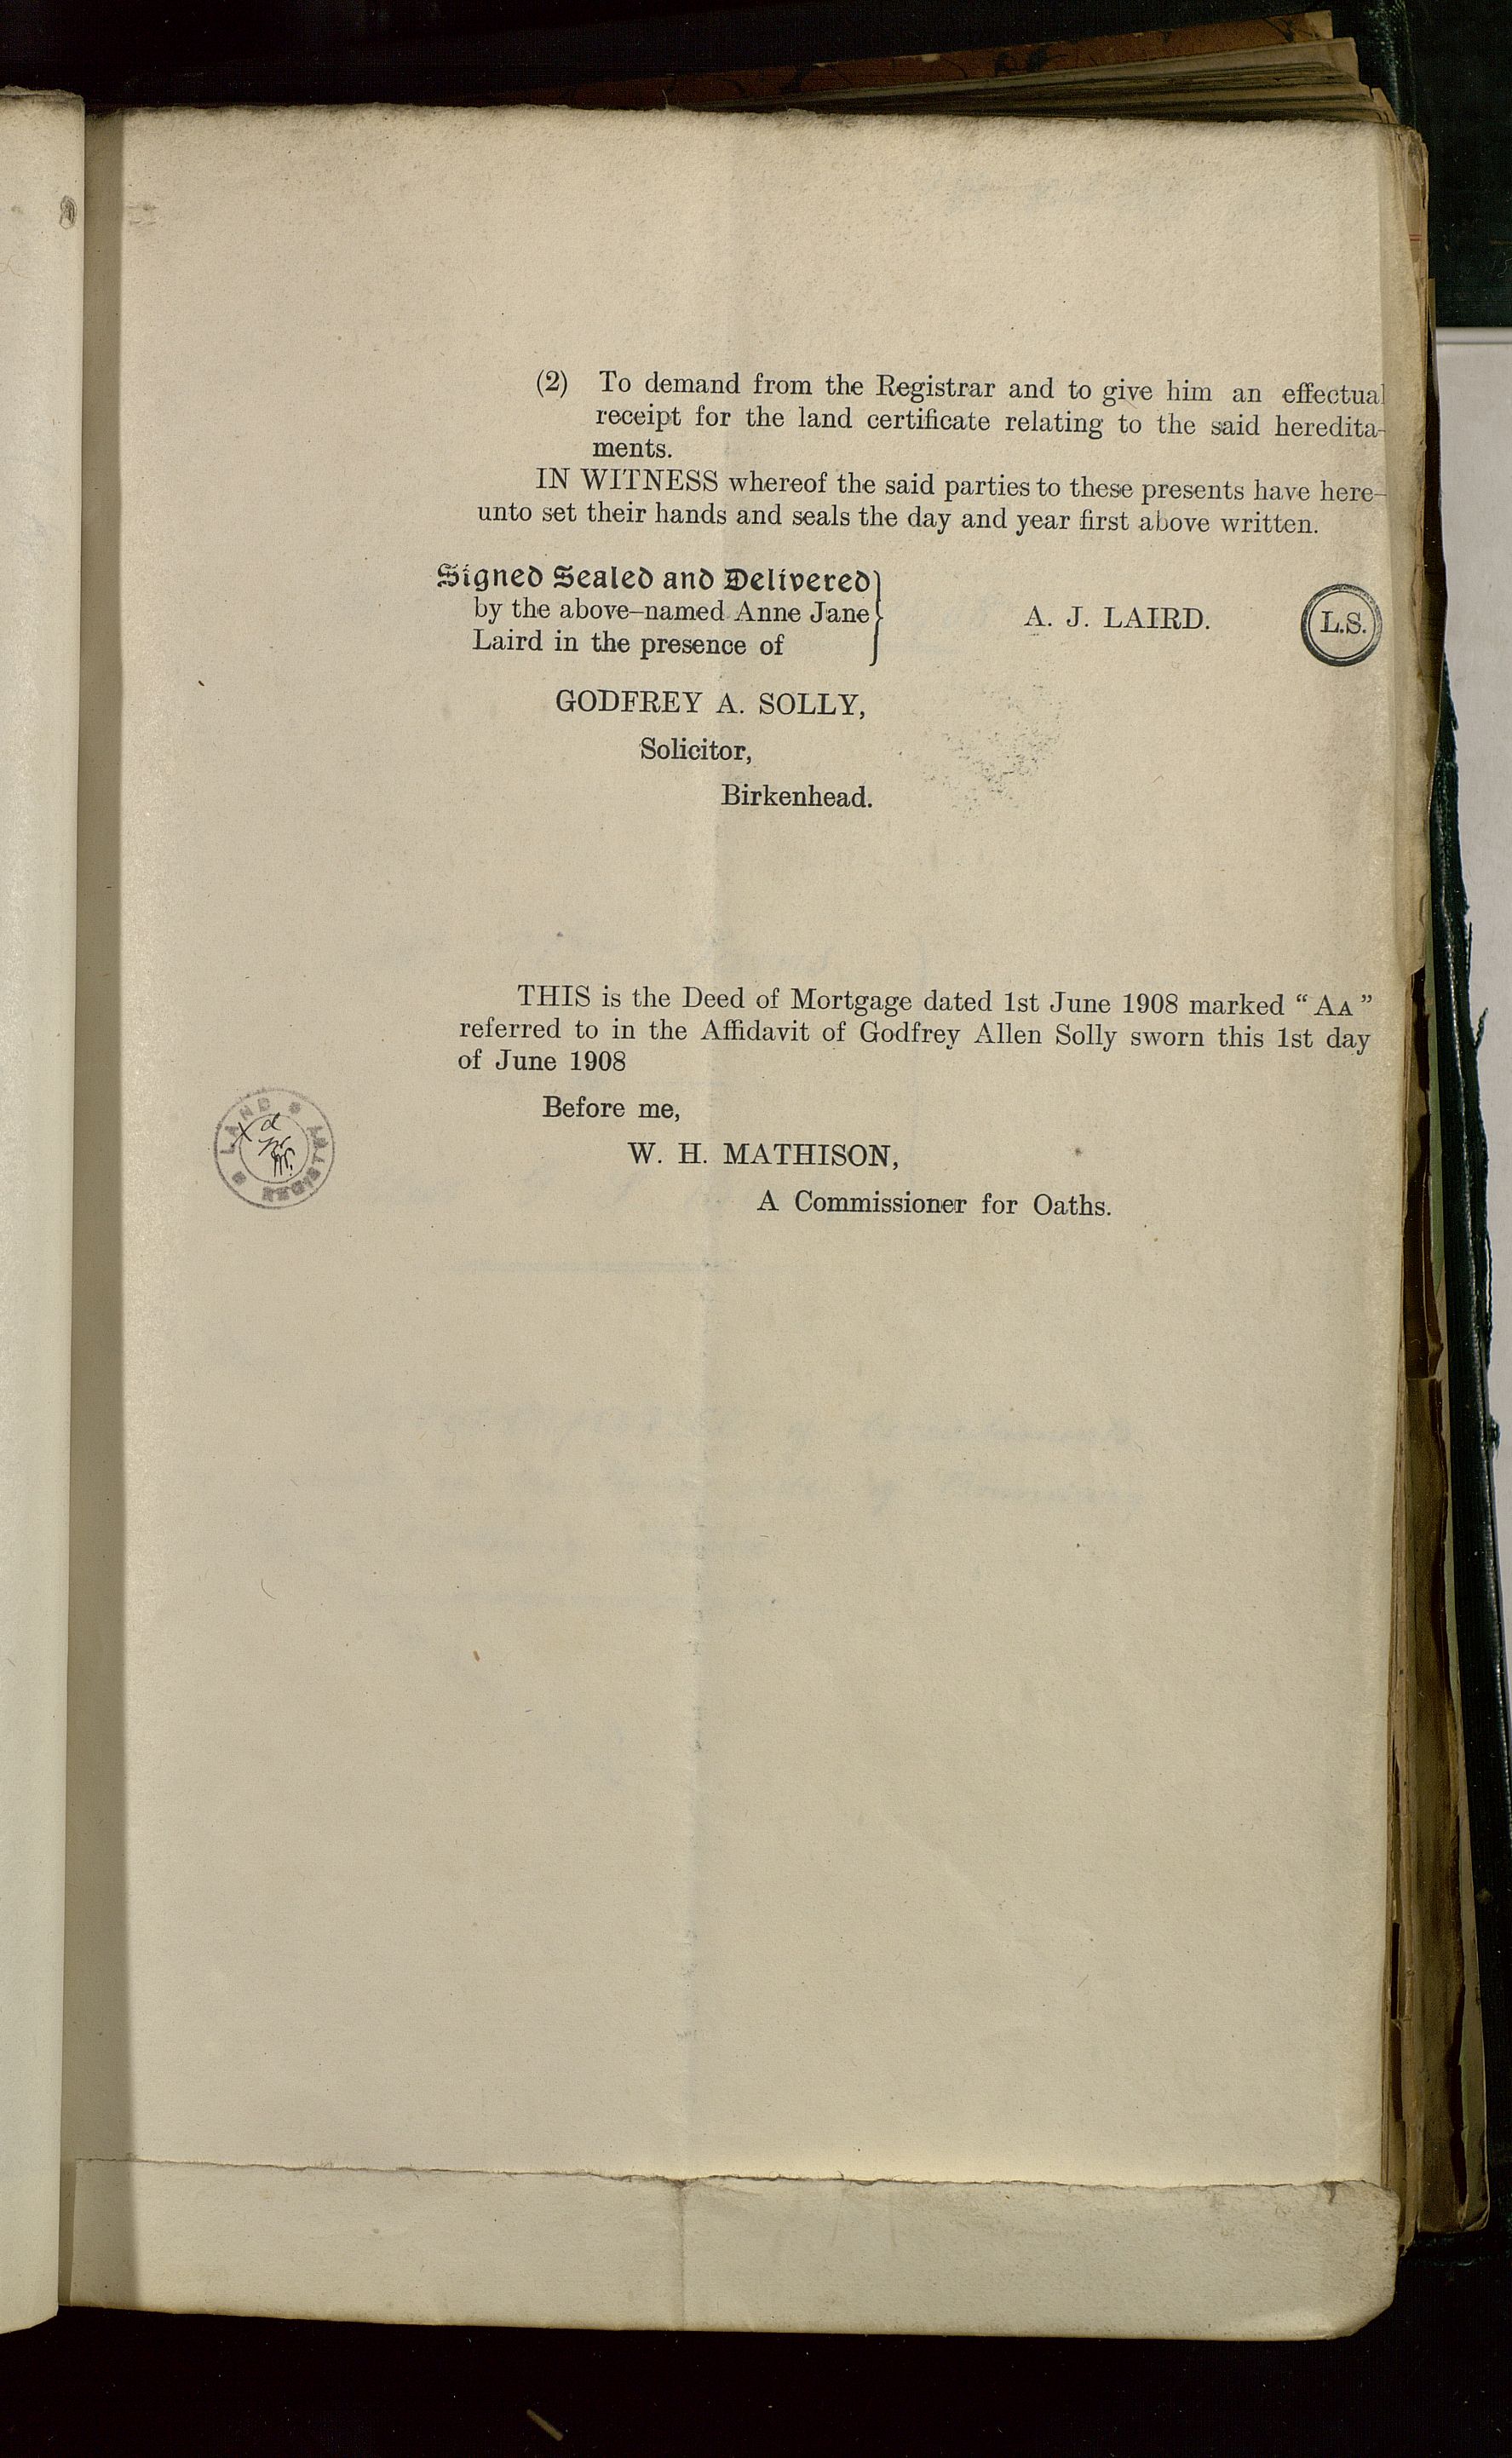 (2) To demand from the Registrar and to give him an effectual
receipt for the land certificate relating to the said heredita-
ments.
IN WITNESS whereof the said parties to these presents have here-
unto set their hands and seals the day and year first above written.
Signed Sealed and Delivered
by the above-named Anne Jane
Laird in the presence of
A. J. LAIRD.
L.S.
GODFREY A. SOLLY,
Solicitor,
Birkenhead.
THIS is the Deed of Mortgage dated 1st June 1908 marked “ AA ”
referred to in the Affidavit of Godfrey Allen Solly sworn this 1st day
of June 1908
Before me,
W. H. MATHISON,
A Commissioner for Oaths.
LAND REGISTRY